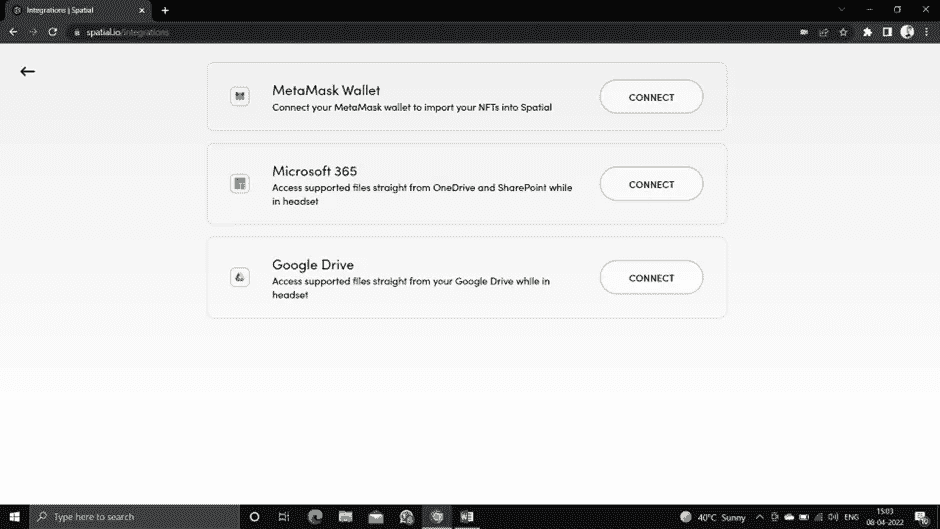 Integrations | Spatial
spatial.io/integrations
MetaMask Wallet
Connect your MetaMask wallet to import your NFTs into Spatial
CONNECT
Microsoft 365
Access supported files straight from OneDrive and SharePoint while
in headset
CONNECT
Google Drive
Access supported files straight from your Google Drive while in
headset
CONNECT
Type here to search
40°C Sunny
ENG
15:03
08-04-2022